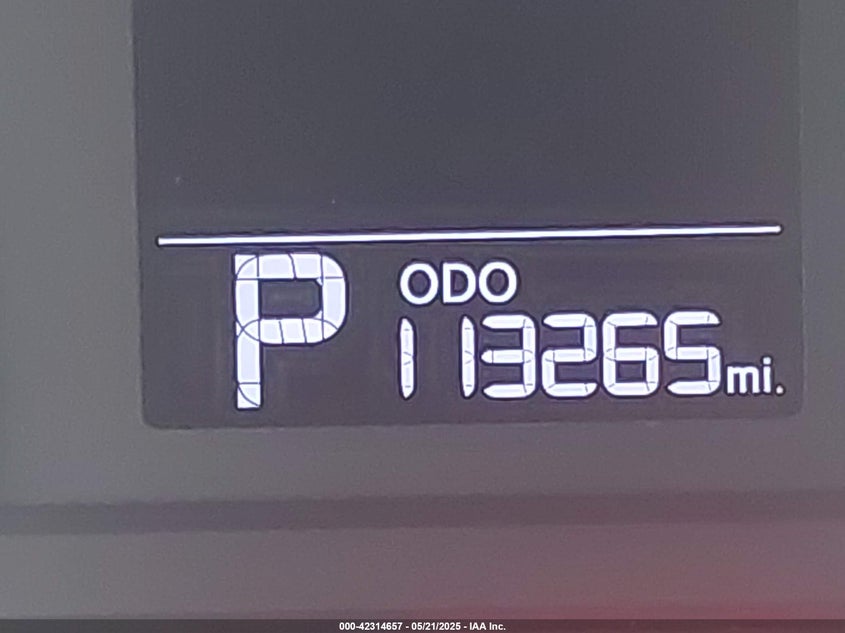 P
ODO
113265 mi.
000-42314657 - 05/21/2025 - IAA Inc.